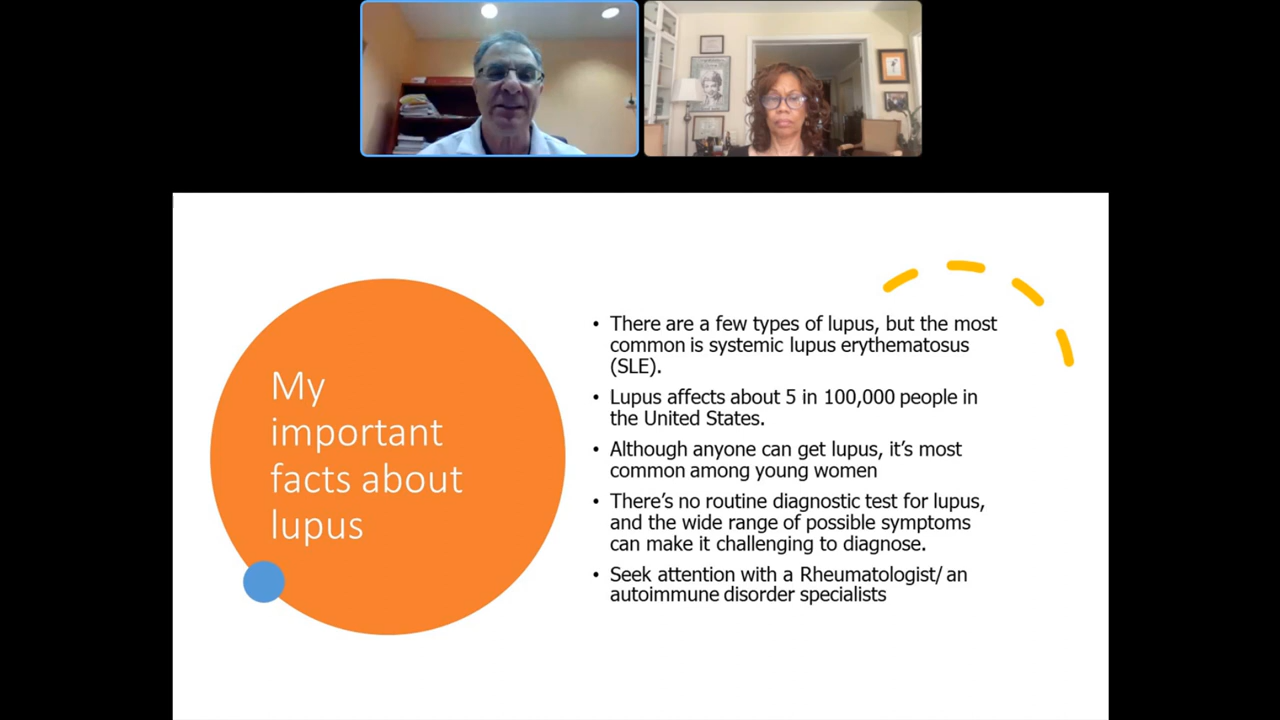 My
important
facts about
lupus
• There are a few types of lupus, but the most
common is systemic lupus erythematosus
(SLE).
• Lupus affects about 5 in 100,000 people in
the United States.
• Although anyone can get lupus, it’s most
common among young women
• There’s no routine diagnostic test for lupus,
and the wide range of possible symptoms
can make it challenging to diagnose.
• Seek attention with a Rheumatologist/ an
autoimmune disorder specialists